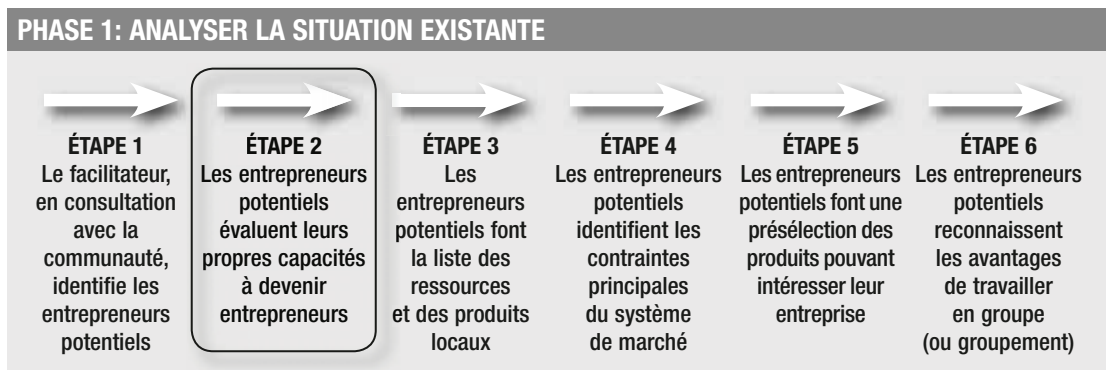 PHASE 1: ANALYSER LA SITUATION EXISTANTE
ÉTAPE 1
Le facilitateur,
en consultation
avec la
communauté,
identifie les
entrepreneurs
potentiels
ÉTAPE 2
Les entrepreneurs
potentiels
évaluent leurs
propres capacités
à devenir
entrepreneurs
ÉTAPE 3
Les
entrepreneurs
potentiels font
la liste des
ressources
et des produits
locaux
ÉTAPE 4
Les entrepreneurs
potentiels
identifient les
contraintes
principales
du système
de marché
ÉTAPE 5
Les entrepreneurs
potentiels font une
présélection des
produits pouvant
intéresser leur
entreprise
ÉTAPE 6
Les entrepreneurs
potentiels
reconnaissent
les avantages
de travailler
en groupe
(ou groupement)